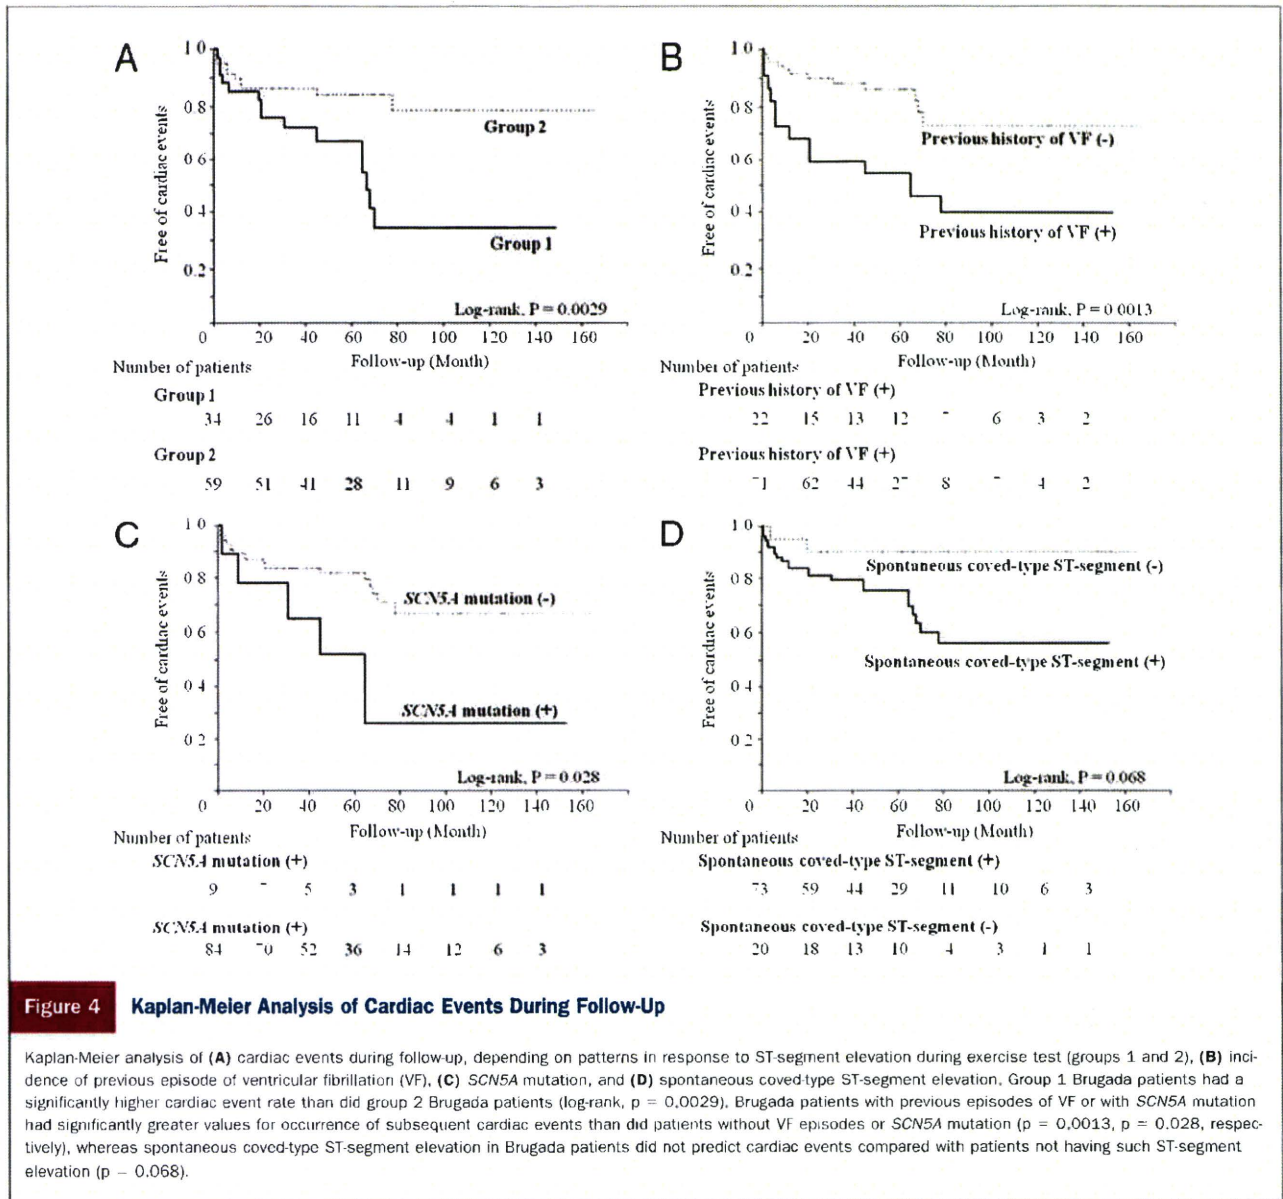 A
1 0
0 8
0 6
0 4
0.2
Free of cardiac events
Group 2
Group 1
Log-rank, P = 0.0029
0 20 40 60 80 100 120 140 160
Follow-up (Month)
Number of patients
Group 1
34 26 16 11 4 4 1 1
Group 2
59 51 41 28 11 9 6 3
B
1 0
0 8
0 6
0 4
0.2
Free of cardiac events
Previous history of VF (-)
Previous history of VF (+)
Log-rank, P = 0 0013
0 20 40 60 80 100 120 140 160
Follow-up (Month)
Number of patients
Previous history of VF (+)
22 15 13 12 6 3 2
Previous history of VF (+)
62 44 8 4 2
C
1 0
0 8
0 6
0 4
0 2
Free of cardiac events
SCN5A mutation (-)
SCN5A mutation (+)
Log-rank, P = 0 028
0 20 40 60 80 100 120 140 160
Follow-up (Month)
Number of patients
SCN5A mutation (+)
9 5 3 1 1 1 1
SCN5A mutation (+)
84 52 36 14 12 6 3
D
1 0
0 8
0 6
0 4
0 2
Free of cardiac events
Spontaneous coved-type ST-segment (-)
Spontaneous coved-type ST-segment (+)
Log-rank, P = 0.068
0 20 40 60 80 100 120 140 160
Follow-up (Month)
Number of patients
Spontaneous coved-type ST-segment (+)
73 59 44 29 11 10 6 3
Spontaneous coved-type ST-segment (-)
20 18 13 10 4 3 1 1
Figure 4 Kaplan-Meier Analysis of Cardiac Events During Follow-Up
Kaplan-Meier analysis of (A) cardiac events during follow-up, depending on patterns in response to ST-segment elevation during exercise test (groups 1 and 2), (B) inci-
dence of previous episode of ventricular fibrillation (VF), (C) SCN5A mutation, and (D) spontaneous coved-type ST-segment elevation. Group 1 Brugada patients had a
significantly higher cardiac event rate than did group 2 Brugada patients (log-rank, p = 0.0029). Brugada patients with previous episodes of VF or with SCN5A mutation
had significantly greater values for occurrence of subsequent cardiac events than did patients without VF episodes or SCN5A mutation (p = 0.0013, p = 0.028, respec-
tively), whereas spontaneous coved-type ST-segment elevation in Brugada patients did not predict cardiac events compared with patients not having such ST-segment
elevation (p = 0.068).